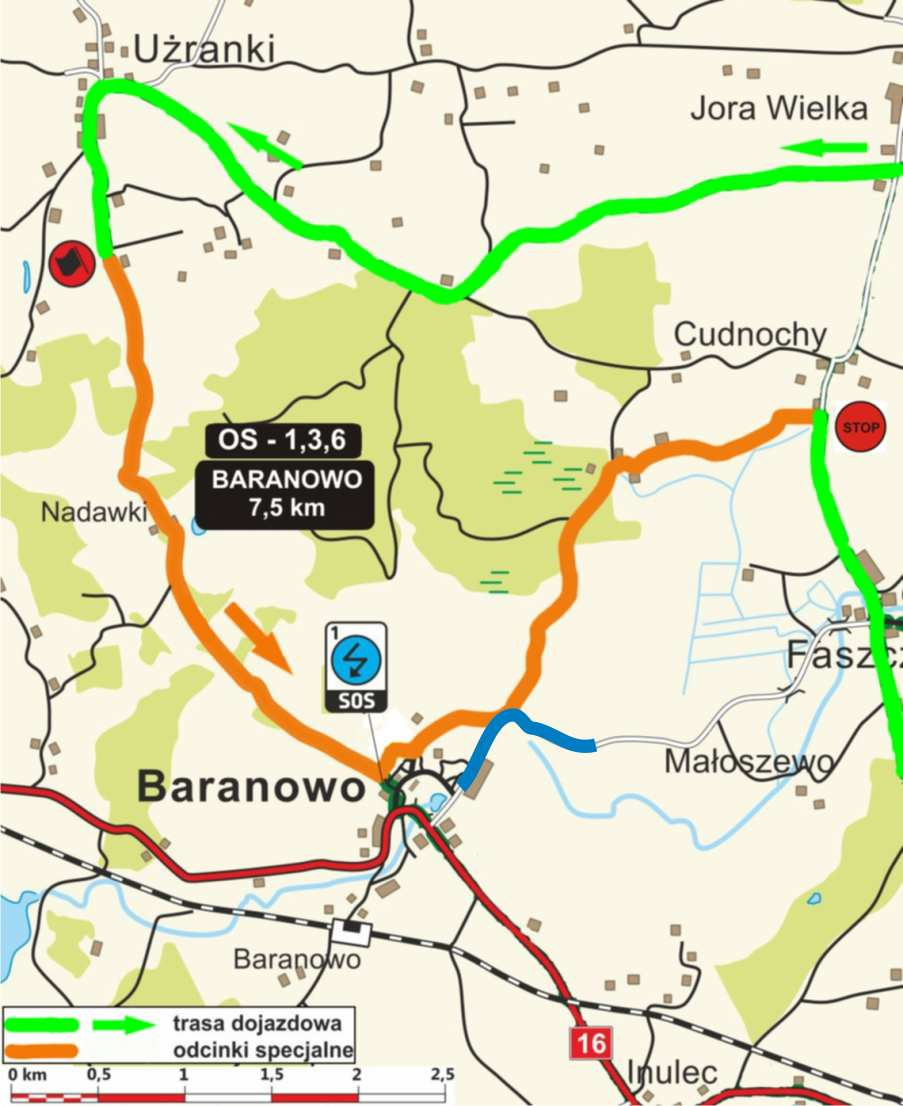 Użranki
Jora Wielka
Cudnochy
STOP
OS - 1,3,6
BARANOWO
7,5 km
Nadawki
1
SOS
Faszcz
Małoszewo
Baranowo
Baranowo
16
Inulec
trasa dojazdowa
odcinki specjalne
0 km 0,5 1 1,5 2 2,5